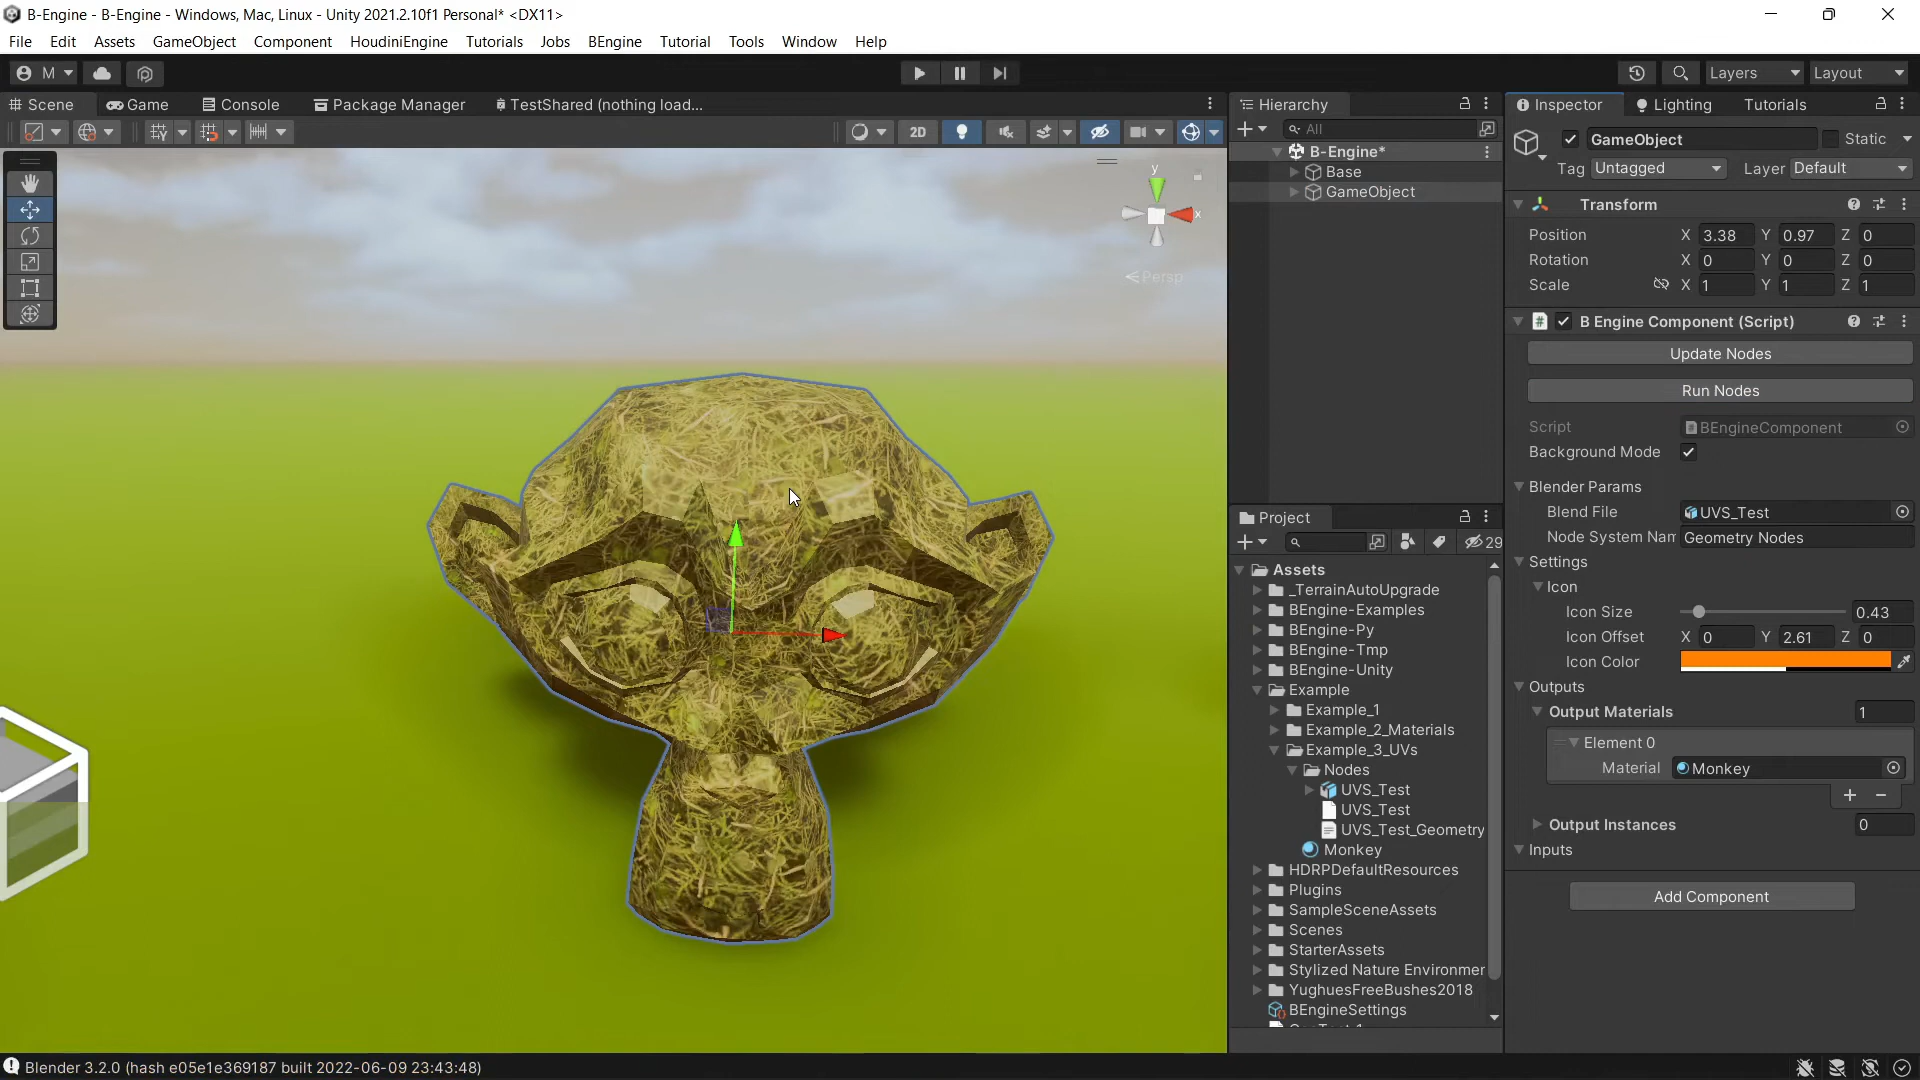 B-Engine - B-Engine - Windows, Mac, Linux - Unity 2021.2.10f1 Personal* <DX11>
File Edit Assets GameObject Component HoudiniEngine Tutorials Jobs BEngine Tutorial Tools Window Help
M Layers Layout
Scene Game Console Package Manager TestShared (nothing load...
2D
y
x
Persp
Hierarchy
All
B-Engine*
Base
GameObject
Project
29
Assets
_TerrainAutoUpgrade
BEngine-Examples
BEngine-Py
BEngine-Tmp
BEngine-Unity
Example
Example_1
Example_2_Materials
Example_3_UVs
Nodes
UVS_Test
UVS_Test
UVS_Test_Geometry
Monkey
HDRPDefaultResources
Plugins
SampleSceneAssets
Scenes
StarterAssets
Stylized Nature Environmer
YughuesFreeBushes2018
BEngineSettings
Inspector Lighting Tutorials
GameObject Static
Tag Untagged Layer Default
Transform
Position X 3.38 Y 0.97 Z 0
Rotation X 0 Y 0 Z 0
Scale X 1 Y 1 Z 1
# B Engine Component (Script)
Update Nodes
Run Nodes
Script BEngineComponent
Background Mode
Blender Params
Blend File UVS_Test
Node System Nam Geometry Nodes
Settings
Icon
Icon Size 0.43
Icon Offset X 0 Y 2.61 Z 0
Icon Color
Outputs
Output Materials 1
Element 0
Material Monkey
+ −
Output Instances 0
Inputs
Add Component
Blender 3.2.0 (hash e05e1e369187 built 2022-06-09 23:43:48)